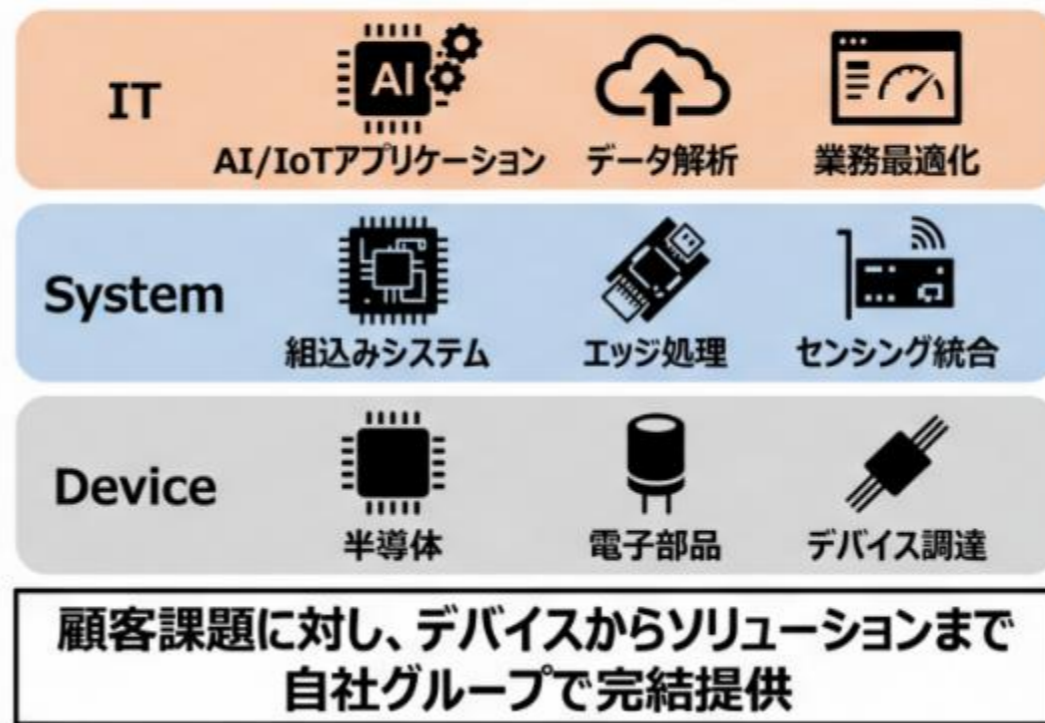 IT
AI
AI/IoTアプリケーション
データ解析
業務最適化
System
組込みシステム
エッジ処理
センシング統合
Device
半導体
電子部品
デバイス調達
顧客課題に対し、デバイスからソリューションまで
自社グループで完結提供